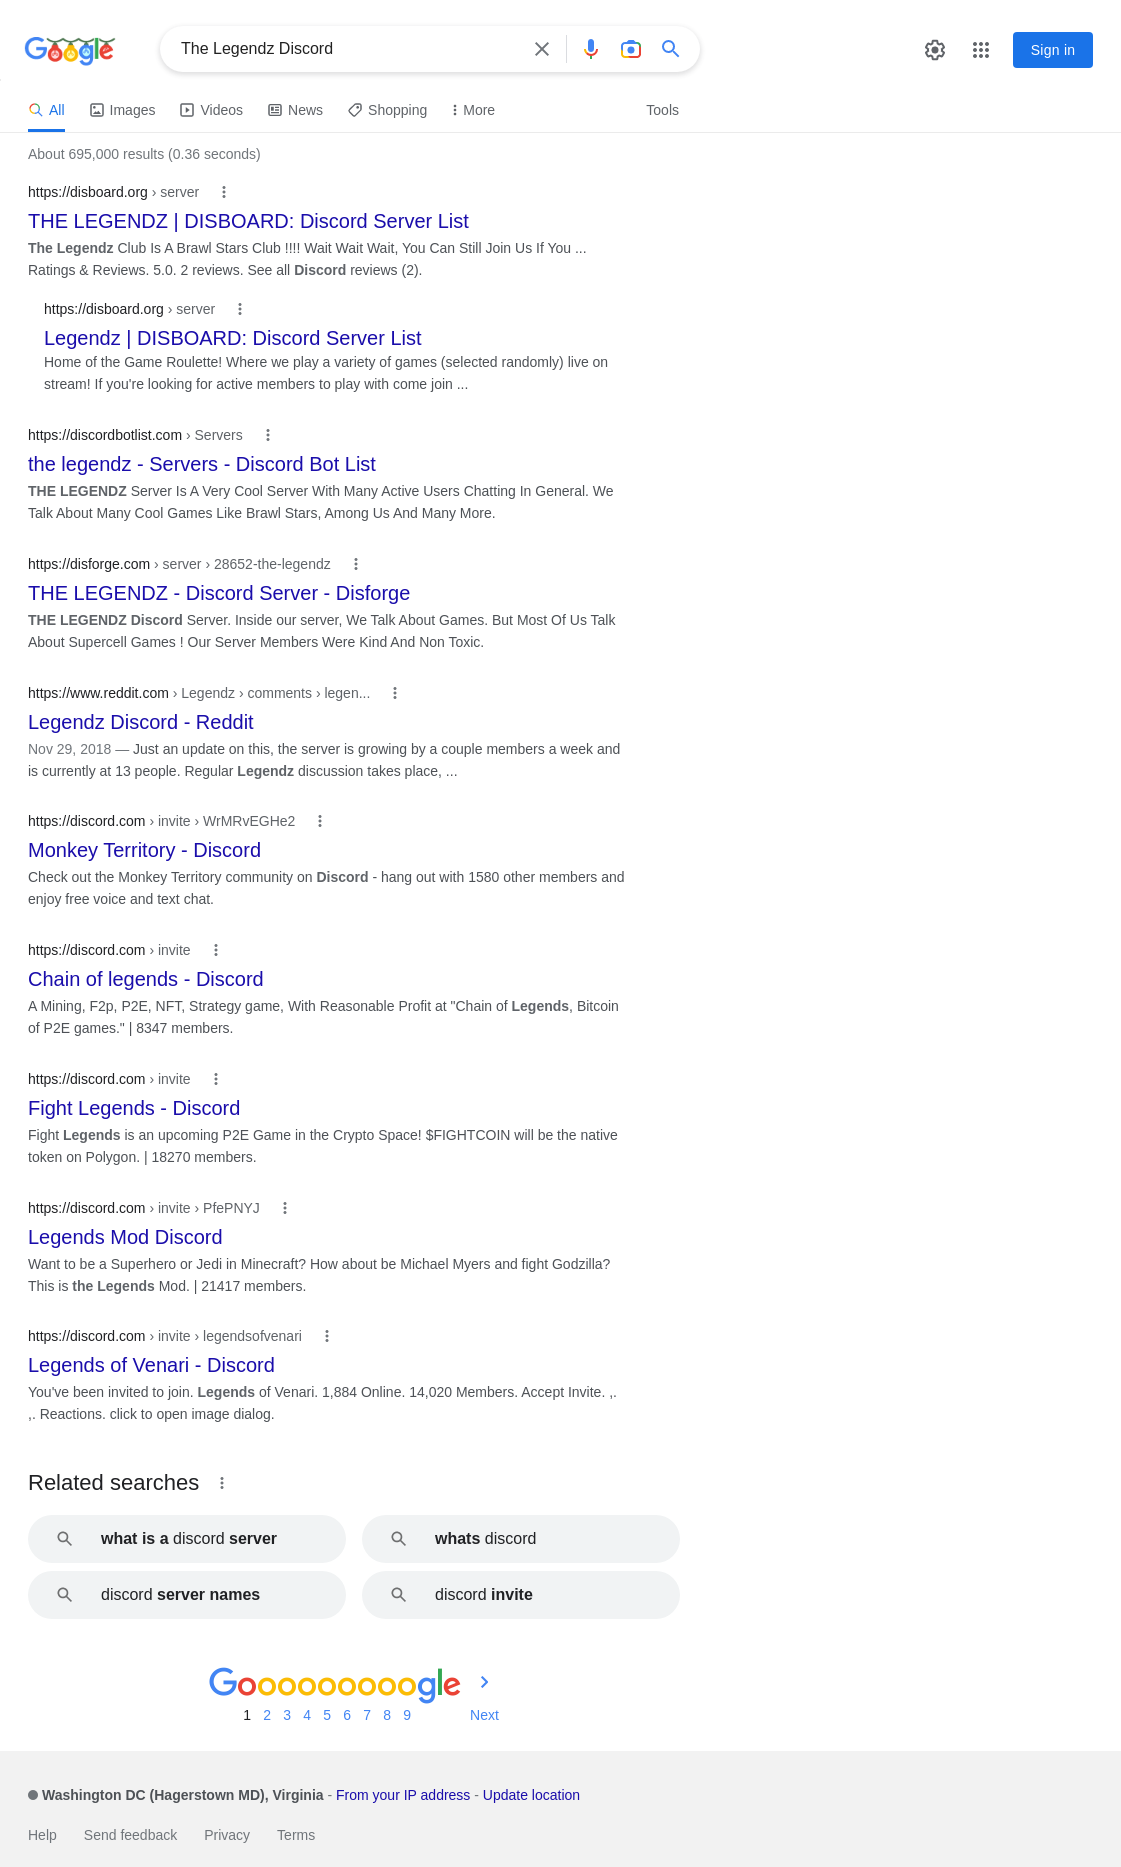 Google
The Legendz Discord
Sign in
All Images Videos News Shopping More Tools
About 695,000 results (0.36 seconds)
https://disboard.org › server
THE LEGENDZ | DISBOARD: Discord Server List
The Legendz Club Is A Brawl Stars Club !!!! Wait Wait Wait, You Can Still Join Us If You ...
Ratings & Reviews. 5.0. 2 reviews. See all Discord reviews (2).
https://disboard.org › server
Legendz | DISBOARD: Discord Server List
Home of the Game Roulette! Where we play a variety of games (selected randomly) live on
stream! If you're looking for active members to play with come join ...
https://discordbotlist.com › Servers
the legendz - Servers - Discord Bot List
THE LEGENDZ Server Is A Very Cool Server With Many Active Users Chatting In General. We
Talk About Many Cool Games Like Brawl Stars, Among Us And Many More.
https://disforge.com › server › 28652-the-legendz
THE LEGENDZ - Discord Server - Disforge
THE LEGENDZ Discord Server. Inside our server, We Talk About Games. But Most Of Us Talk
About Supercell Games ! Our Server Members Were Kind And Non Toxic.
https://www.reddit.com › Legendz › comments › legen...
Legendz Discord - Reddit
Nov 29, 2018 — Just an update on this, the server is growing by a couple members a week and
is currently at 13 people. Regular Legendz discussion takes place, ...
https://discord.com › invite › WrMRvEGHe2
Monkey Territory - Discord
Check out the Monkey Territory community on Discord - hang out with 1580 other members and
enjoy free voice and text chat.
https://discord.com › invite
Chain of legends - Discord
A Mining, F2p, P2E, NFT, Strategy game, With Reasonable Profit at "Chain of Legends, Bitcoin
of P2E games." | 8347 members.
https://discord.com › invite
Fight Legends - Discord
Fight Legends is an upcoming P2E Game in the Crypto Space! $FIGHTCOIN will be the native
token on Polygon. | 18270 members.
https://discord.com › invite › PfePNYJ
Legends Mod Discord
Want to be a Superhero or Jedi in Minecraft? How about be Michael Myers and fight Godzilla?
This is the Legends Mod. | 21417 members.
https://discord.com › invite › legendsofvenari
Legends of Venari - Discord
You've been invited to join. Legends of Venari. 1,884 Online. 14,020 Members. Accept Invite. ,.
,. Reactions. click to open image dialog.
Related searches
what is a discord server
whats discord
discord server names
discord invite
Goooooooooogle
1 2 3 4 5 6 7 8 9 Next
Washington DC (Hagerstown MD), Virginia - From your IP address - Update location
Help Send feedback Privacy Terms